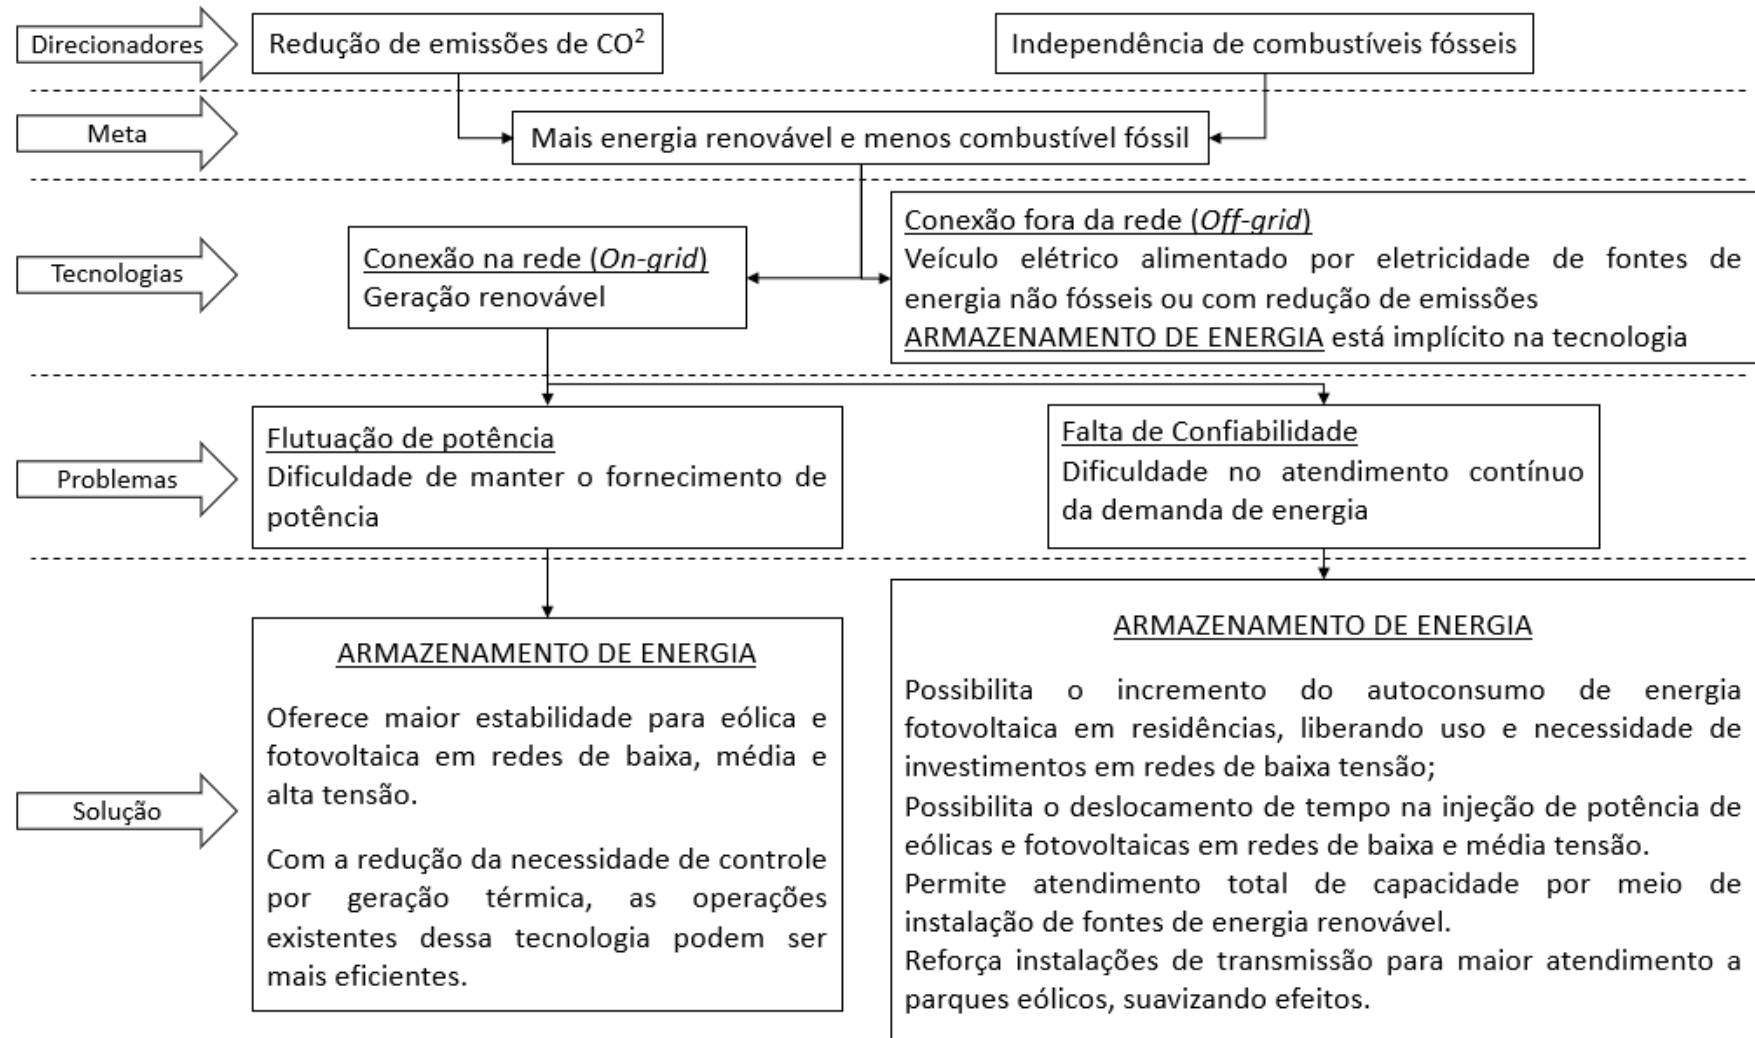 Direcionadores
Redução de emissões de CO²
Independência de combustíveis fósseis
Meta
Mais energia renovável e menos combustível fóssil
Tecnologias
Conexão na rede (On-grid)
Geração renovável
Conexão fora da rede (Off-grid)
Veículo elétrico alimentado por eletricidade de fontes de
energia não fósseis ou com redução de emissões
ARMAZENAMENTO DE ENERGIA está implícito na tecnologia
Problemas
Flutuação de potência
Dificuldade de manter o fornecimento de
potência
Falta de Confiabilidade
Dificuldade no atendimento contínuo
da demanda de energia
Solução
ARMAZENAMENTO DE ENERGIA
Oferece maior estabilidade para eólica e
fotovoltaica em redes de baixa, média e
alta tensão.
Com a redução da necessidade de controle
por geração térmica, as operações
existentes dessa tecnologia podem ser
mais eficientes.
ARMAZENAMENTO DE ENERGIA
Possibilita o incremento do autoconsumo de energia
fotovoltaica em residências, liberando uso e necessidade de
investimentos em redes de baixa tensão;
Possibilita o deslocamento de tempo na injeção de potência de
eólicas e fotovoltaicas em redes de baixa e média tensão.
Permite atendimento total de capacidade por meio de
instalação de fontes de energia renovável.
Reforça instalações de transmissão para maior atendimento a
parques eólicos, suavizando efeitos.